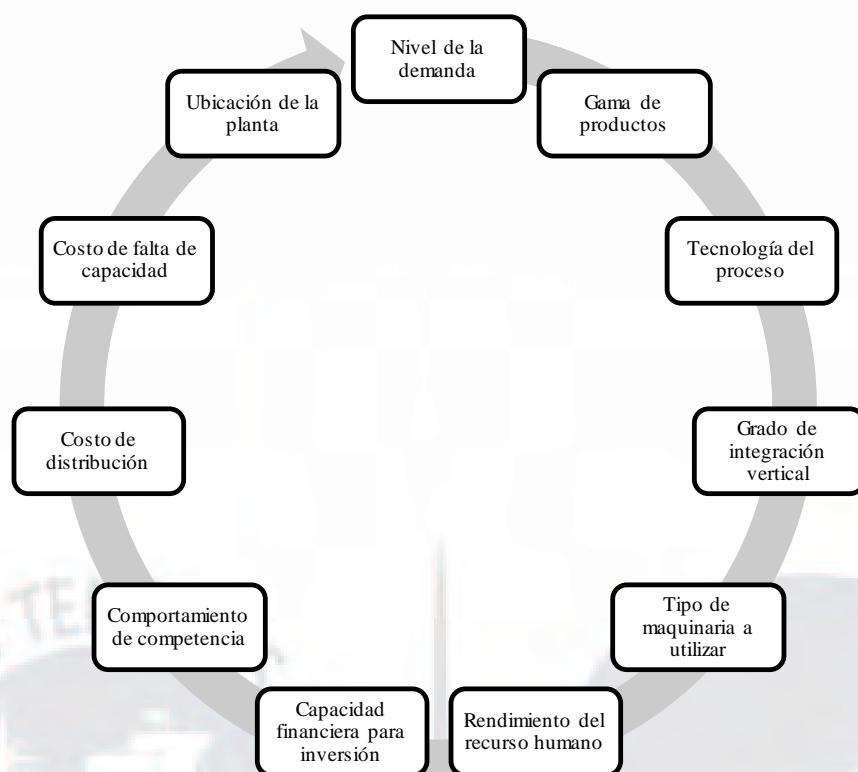 Nivel de la
demanda
Gama de
productos
Tecnología del
proceso
Grado de
integración
vertical
Tipo de
maquinaria a
utilizar
Rendimiento del
recurso humano
Capacidad
financiera para
inversión
Comportamiento
de competencia
Costo de
distribución
Costo de falta de
capacidad
Ubicación de la
planta